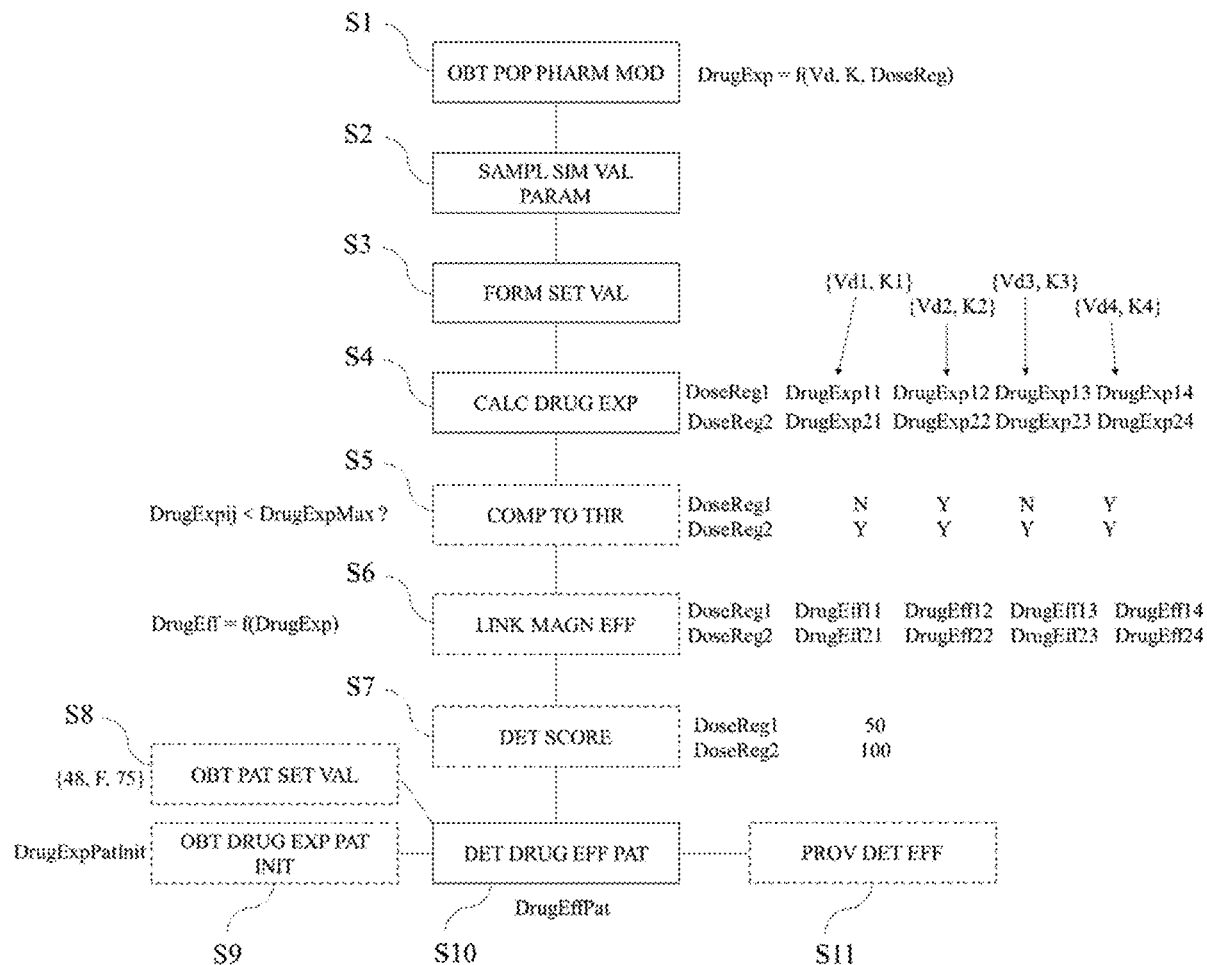 S1
OBT POP PHARM MOD
DrugExp = f(Vd, K, DoseReg)
S2
SAMPL SIM VAL
PARAM
S3
FORM SET VAL
{Vd1, K1} {Vd3, K3}
{Vd2, K2} {Vd4, K4}
S4
CALC DRUG EXP
DoseReg1 DrugExp11 DrugExp12 DrugExp13 DrugExp14
DoseReg2 DrugExp21 DrugExp22 DrugExp23 DrugExp24
S5
DrugExpij < DrugExpMax ?
COMP TO THR
DoseReg1 N Y N Y
DoseReg2 Y Y Y Y
S6
DrugEff = f(DrugExp)
LINK MAGN EFF
DoseReg1 DrugEff11 DrugEff12 DrugEff13 DrugEff14
DoseReg2 DrugEff21 DrugEff22 DrugEff23 DrugEff24
S7
DET SCORE
DoseReg1 50
DoseReg2 100
S8
{48, F, 75}
OBT PAT SET VAL
DrugExpPatInit
OBT DRUG EXP PAT
INIT
DET DRUG EFF PAT
PROV DET EFF
DrugEffPat
S9
S10
S11